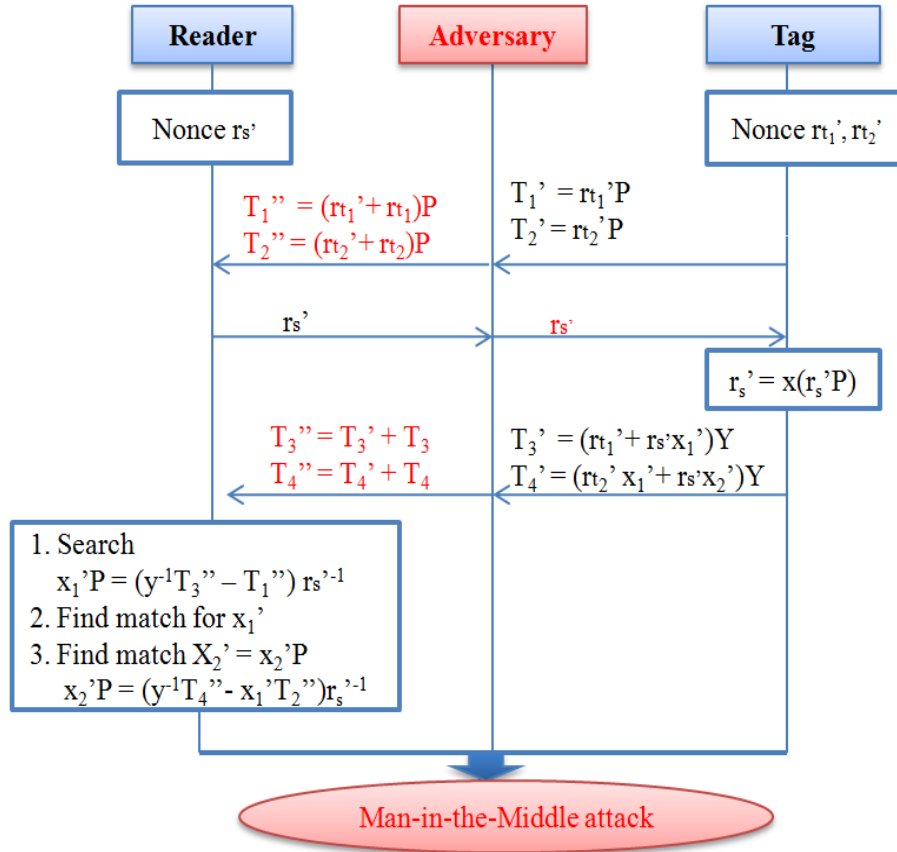 Reader
Adversary
Tag
Nonce rs’
Nonce rt₁’, rt₂’
T₁” = (rt₁’+ rt₁)P
T₂” = (rt₂’+ rt₂)P
T₁’ = rt₁’P
T₂’ = rt₂’P
rs’
rs’
rₛ’ = x(rₛ’P)
T₃” = T₃’ + T₃
T₄” = T₄’ + T₄
T₃’ = (rt₁’+ rs’x₁’)Y
T₄’ = (rt₂’ x₁’+ rs’x₂’)Y
1. Search
x₁’P = (y⁻¹T₃” – T₁”) rs’⁻¹
2. Find match for x₁’
3. Find match X₂’ = x₂’P
x₂’P = (y⁻¹T₄”- x₁’T₂”)rₛ’⁻¹
Man-in-the-Middle attack